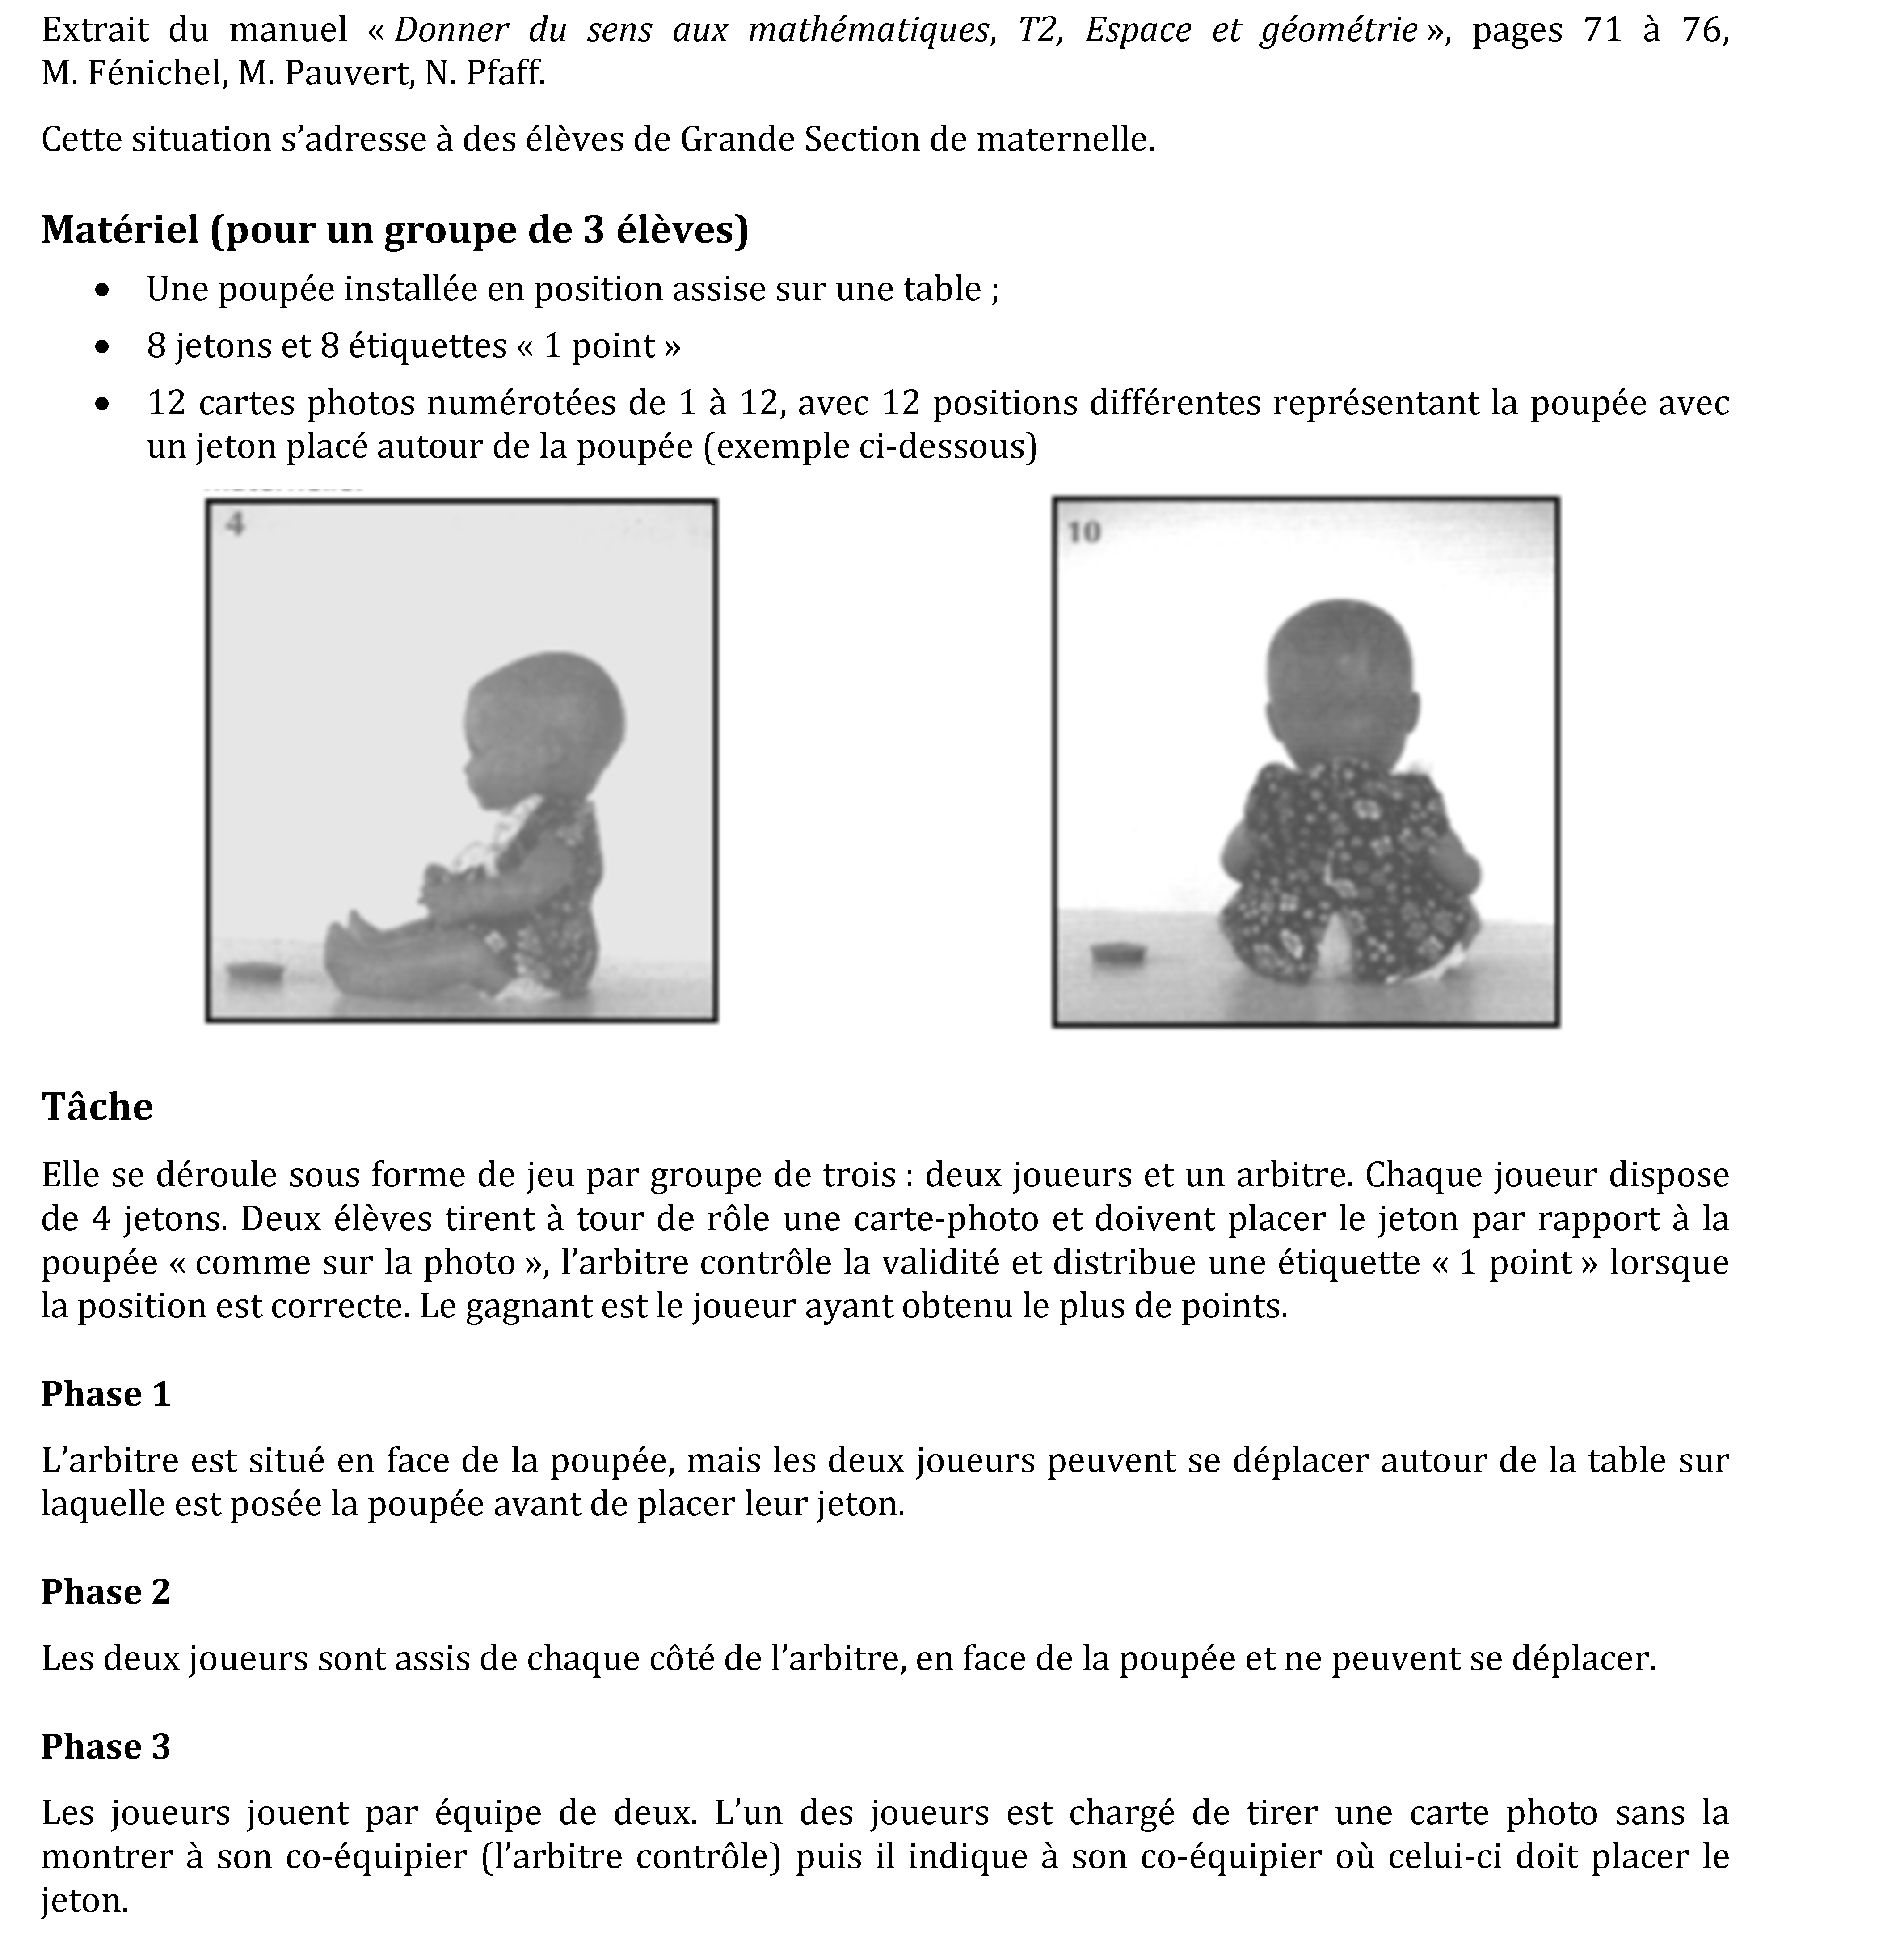 Extrait du manuel « Donner du sens aux mathématiques, T2, Espace et géométrie », pages 71 à 76,
M. Fénichel, M. Pauvert, N. Pfaff.
Cette situation s’adresse à des élèves de Grande Section de maternelle.
Matériel (pour un groupe de 3 élèves)
• Une poupée installée en position assise sur une table ;
• 8 jetons et 8 étiquettes « 1 point »
• 12 cartes photos numérotées de 1 à 12, avec 12 positions différentes représentant la poupée avec
un jeton placé autour de la poupée (exemple ci-dessous)
4
10
Tâche
Elle se déroule sous forme de jeu par groupe de trois : deux joueurs et un arbitre. Chaque joueur dispose
de 4 jetons. Deux élèves tirent à tour de rôle une carte-photo et doivent placer le jeton par rapport à la
poupée « comme sur la photo », l’arbitre contrôle la validité et distribue une étiquette « 1 point » lorsque
la position est correcte. Le gagnant est le joueur ayant obtenu le plus de points.
Phase 1
L’arbitre est situé en face de la poupée, mais les deux joueurs peuvent se déplacer autour de la table sur
laquelle est posée la poupée avant de placer leur jeton.
Phase 2
Les deux joueurs sont assis de chaque côté de l’arbitre, en face de la poupée et ne peuvent se déplacer.
Phase 3
Les joueurs jouent par équipe de deux. L’un des joueurs est chargé de tirer une carte photo sans la
montrer à son co-équipier (l’arbitre contrôle) puis il indique à son co-équipier où celui-ci doit placer le
jeton.